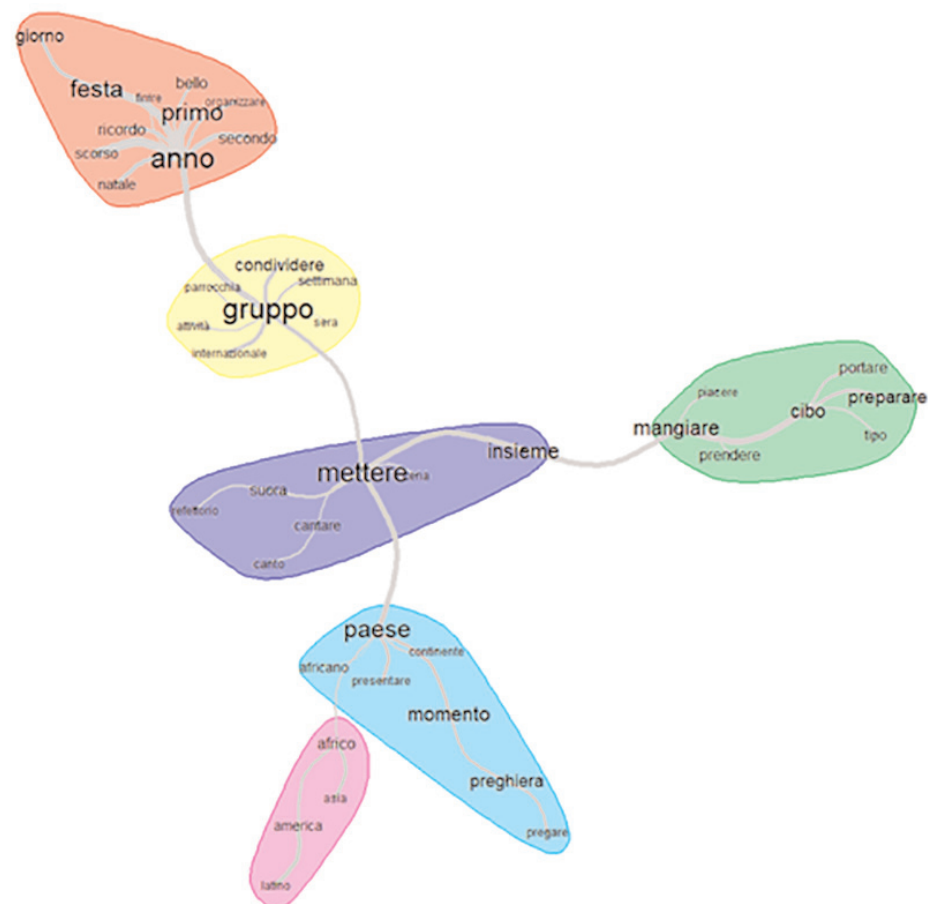 giorno
festa
finire
bello
organizzare
primo
ricordo
secondo
scorso
anno
natale
condividere
settimana
parrocchia
gruppo
sera
attività
internationale
portare
piacere
preparare
cibo
mangiare
tipo
prendere
insieme
mettere
cena
suora
refettorio
cantare
canto
paese
continente
africano
presentare
momento
africo
preghiera
asia
america
pregare
latino